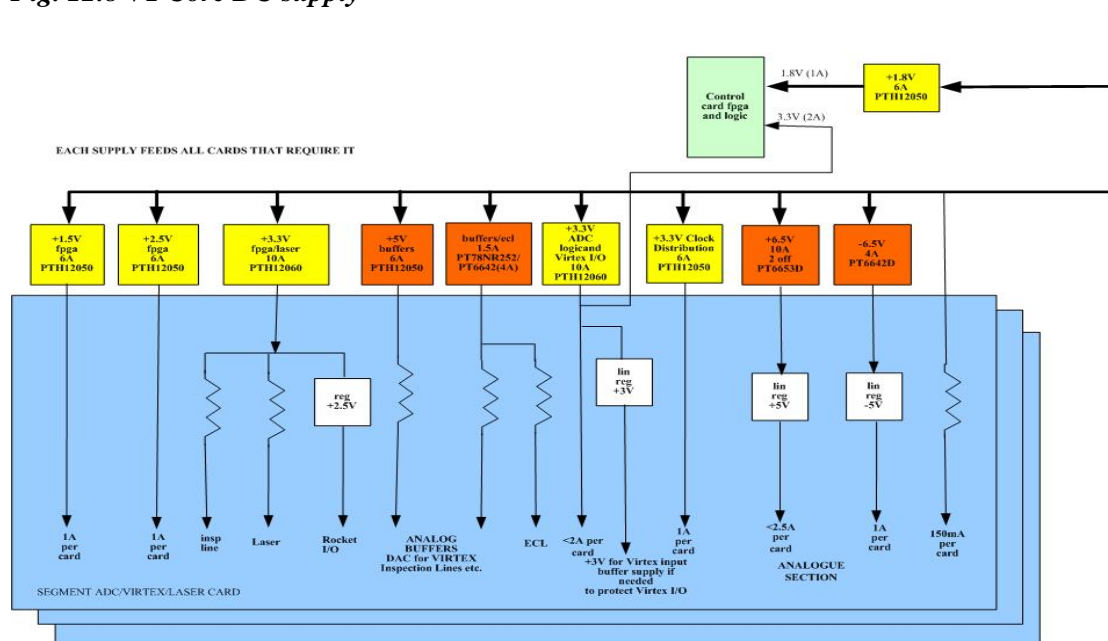 1.8V (1A)
+1.8V
6A
PTH12050
Control
card fpga
and logic
3.3V (2A)
EACH SUPPLY FEEDS ALL CARDS THAT REQUIRE IT
+1.5V
fpga
6A
PTH12050
+2.5V
fpga
6A
PTH12050
+3.3V
fpga/laser
10A
PTH12060
+5V
buffers
6A
PTH12050
buffers/ecl
1.5A
PT78NR252/
PT6642(4A)
+3.3V
ADC
logicand
Virtex I/O
10A
PTH12060
+3.3V Clock
Distribution
6A
PTH12050
+6.5V
10A
2 off
PT6653D
-6.5V
4A
PT6642D
reg
+2.5V
lin
reg
+3V
lin
reg
+5V
lin
reg
-5V
1A
per
card
1A
per
card
insp
line
Laser
Rocket
I/O
ANALOG
BUFFERS
DAC for VIRTEX
Inspection Lines etc.
ECL
<2A per
card
+3V for Virtex input
buffer supply if
needed
to protect Virtex I/O
1A
per
card
<2.5A
per
card
1A
per
card
ANALOGUE
SECTION
150mA
per
card
SEGMENT ADC/VIRTEX/LASER CARD